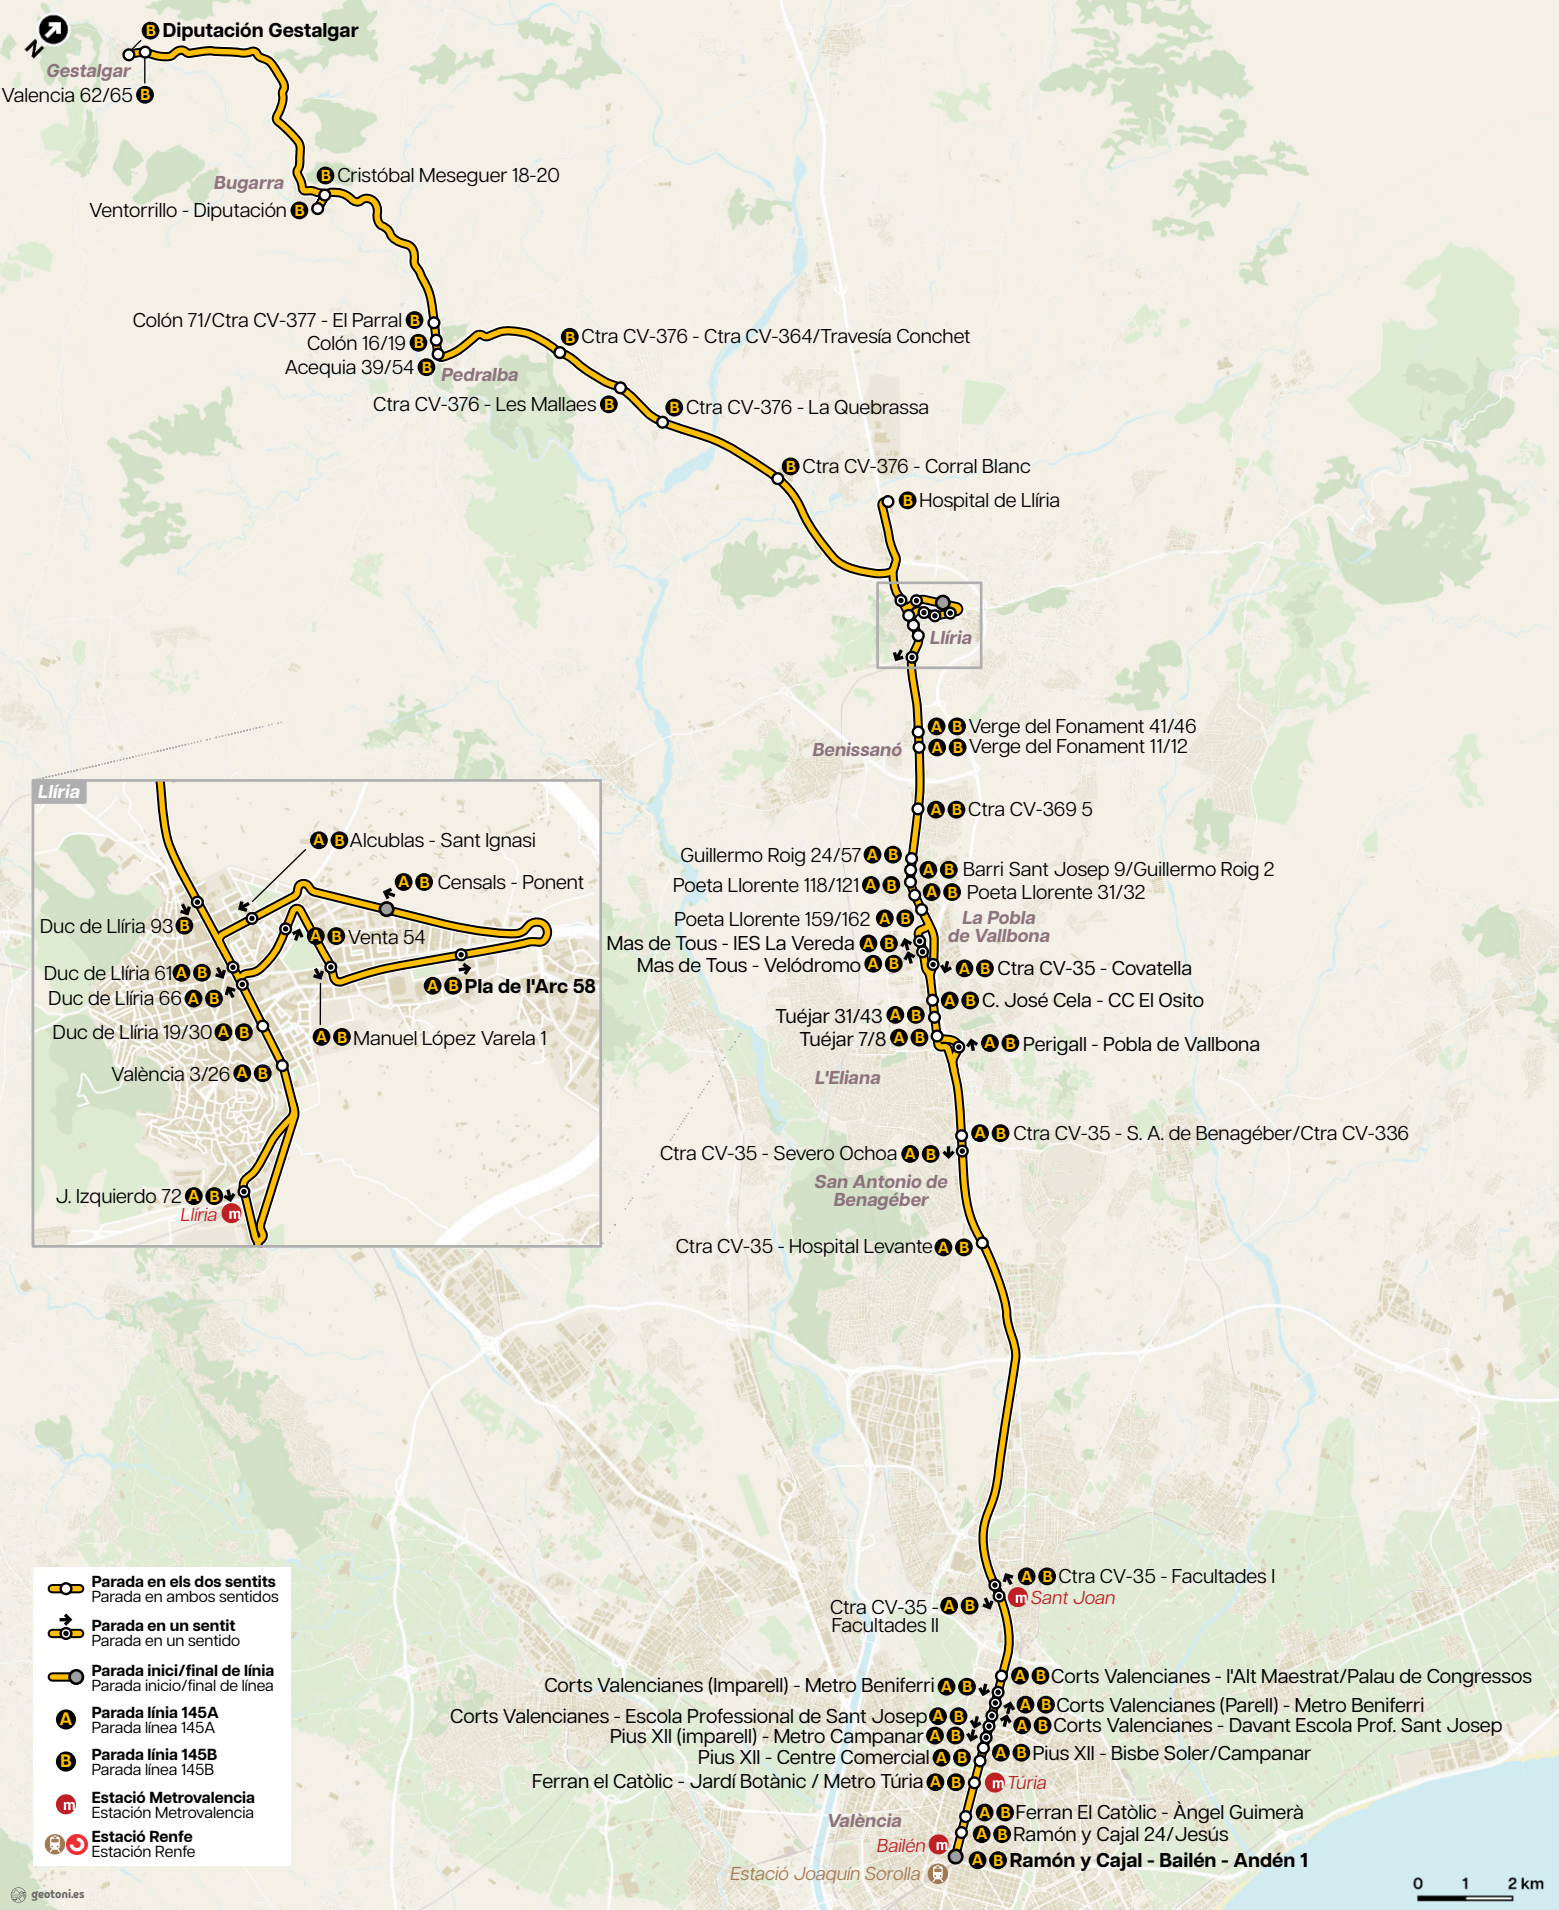 N
B Diputación Gestalgar
Gestalgar
Valencia 62/65 B
B Cristóbal Meseguer 18-20
Bugarra
Ventorrillo - Diputación B
Colón 71/Ctra CV-377 - El Parral B
Colón 16/19 B
Acequia 39/54 B
Pedralba
B Ctra CV-376 - Ctra CV-364/Travesía Conchet
Ctra CV-376 - Les Mallaes B
B Ctra CV-376 - La Quebrassa
B Ctra CV-376 - Corral Blanc
B Hospital de Llíria
Llíria
A B Verge del Fonament 41/46
Benissanó
A B Verge del Fonament 11/12
A B Ctra CV-369 5
Guillermo Roig 24/57 A B
A B Barri Sant Josep 9/Guillermo Roig 2
Poeta Llorente 118/121 A B
A B Poeta Llorente 31/32
Poeta Llorente 159/162 A B
La Pobla
de Vallbona
Mas de Tous - IES La Vereda A B
Mas de Tous - Velódromo A B
A B Ctra CV-35 - Covatella
A B C. José Cela - CC El Osito
Tuéjar 31/43 A B
Tuéjar 7/8 A B
A B Perigall - Pobla de Vallbona
L'Eliana
A B Ctra CV-35 - S. A. de Benagéber/Ctra CV-336
Ctra CV-35 - Severo Ochoa A B
San Antonio de
Benagéber
Ctra CV-35 - Hospital Levante A B
Llíria
A B Alcublas - Sant Ignasi
A B Censals - Ponent
Duc de Llíria 93 B
A B Venta 54
Duc de Llíria 61 A B
A B Pla de l'Arc 58
Duc de Llíria 66 A B
Duc de Llíria 19/30 A B
A B Manuel López Varela 1
València 3/26 A B
J. Izquierdo 72 A B
Llíria m
A B Ctra CV-35 - Facultades I
m Sant Joan
Ctra CV-35 - A B
Facultades II
A B Corts Valencianes - l'Alt Maestrat/Palau de Congressos
Corts Valencianes (Imparell) - Metro Beniferri A B
A B Corts Valencianes (Parell) - Metro Beniferri
Corts Valencianes - Escola Professional de Sant Josep A B
A B Corts Valencianes - Davant Escola Prof. Sant Josep
Pius XII (imparell) - Metro Campanar A B
A B Pius XII - Bisbe Soler/Campanar
Pius XII - Centre Comercial A B
Ferran el Catòlic - Jardí Botànic / Metro Túria A B
m Túria
A B Ferran El Catòlic - Àngel Guimerà
València
A B Ramón y Cajal 24/Jesús
Bailén m
A B Ramón y Cajal - Bailén - Andén 1
Estació Joaquín Sorolla
Parada en els dos sentits
Parada en ambos sentidos
Parada en un sentit
Parada en un sentido
Parada inici/final de línia
Parada inicio/final de línea
A Parada línia 145A
Parada línea 145A
B Parada línia 145B
Parada línea 145B
m Estació Metrovalencia
Estación Metrovalencia
Estació Renfe
Estación Renfe
geotoni.es
0 1 2 km